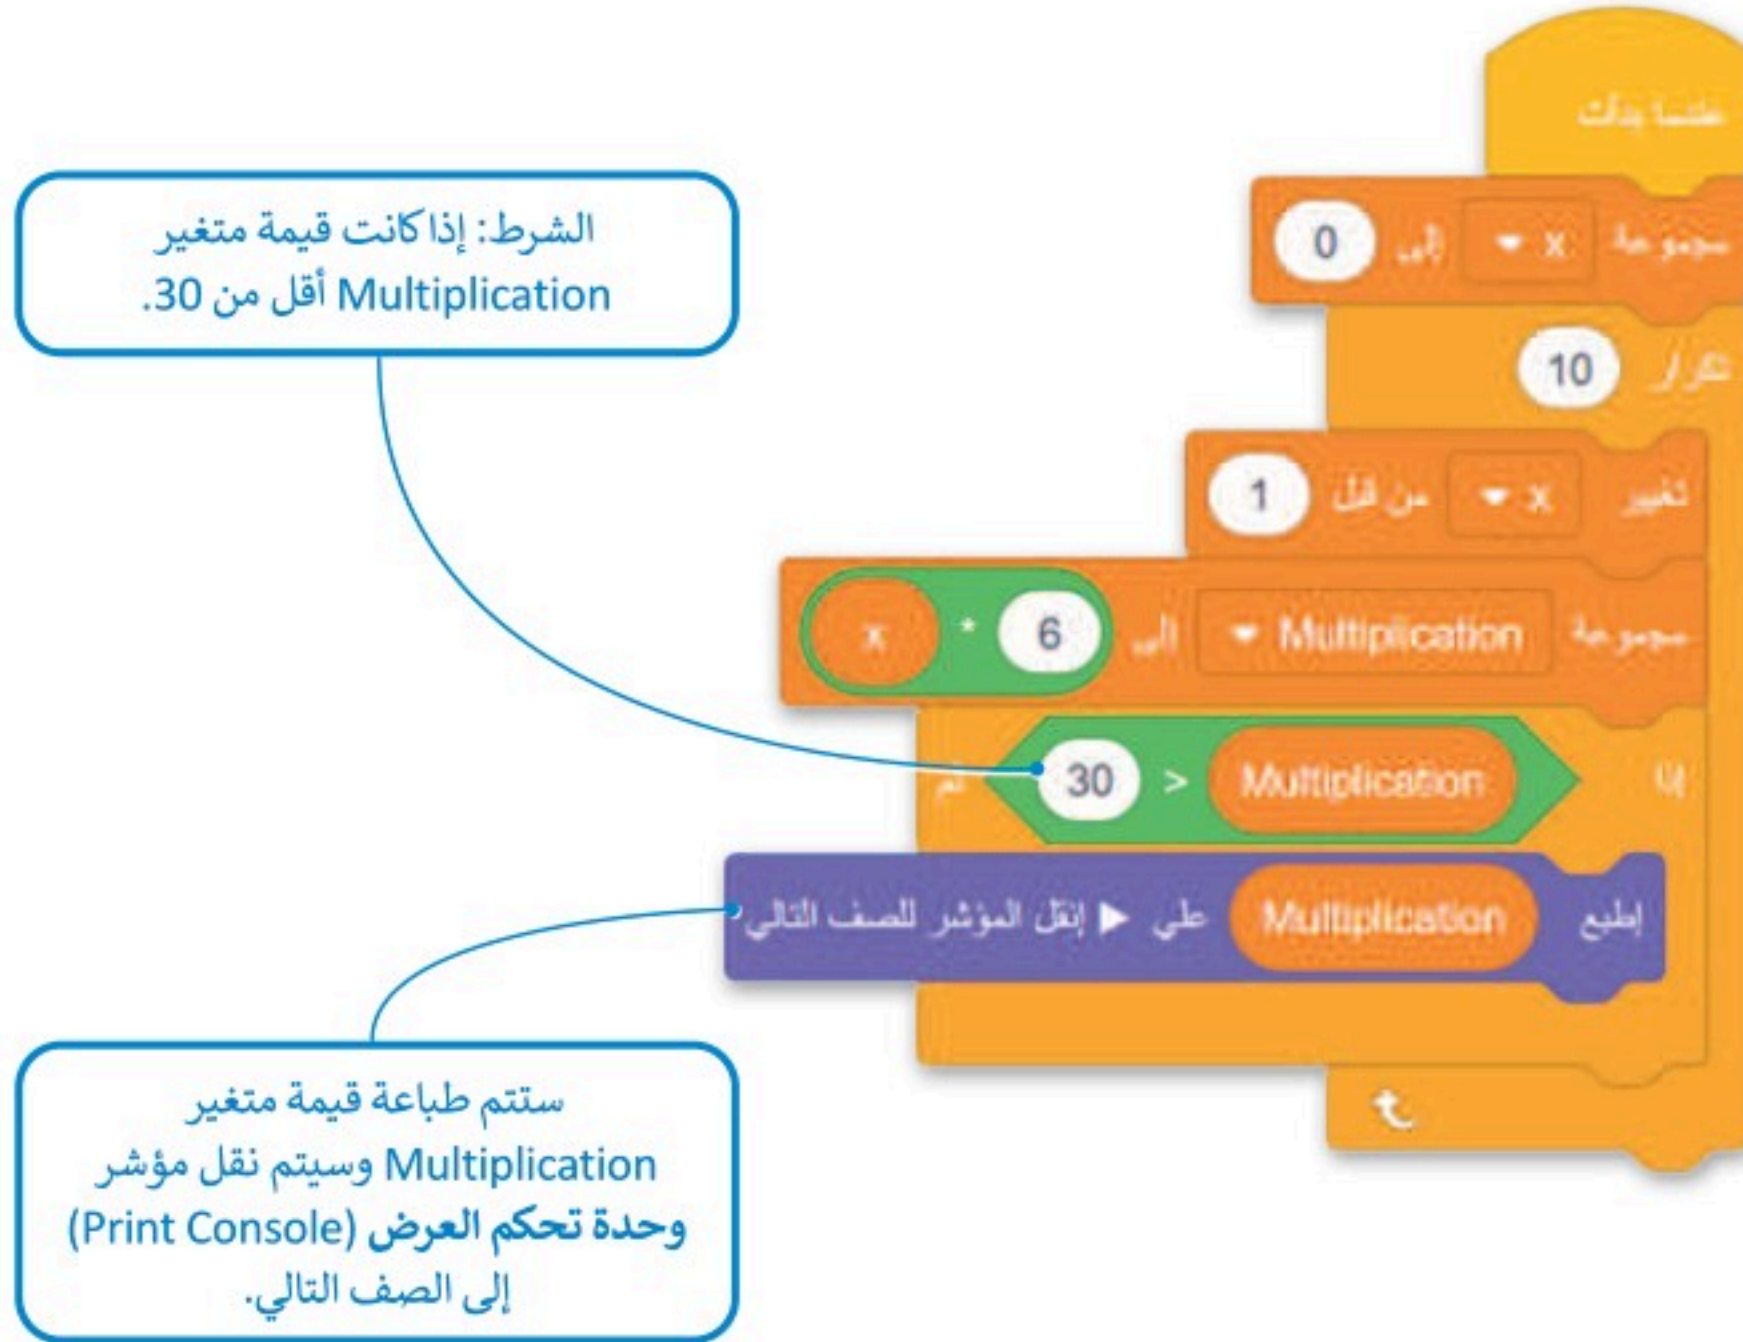 عندما بدأت
مجموعة x إلى 0
تكرار 10
تغيير x من قبل 1
مجموعة Multiplication إلى 6 * x
إذا Multiplication > 30 ثم
إطبع Multiplication علي ◀ إنقل المؤشر للصف التالي
الشرط: إذا كانت قيمة متغير
Multiplication أقل من 30.
ستتم طباعة قيمة متغير
Multiplication وسيتم نقل مؤشر
وحدة تحكم العرض (Print Console)
إلى الصف التالي.